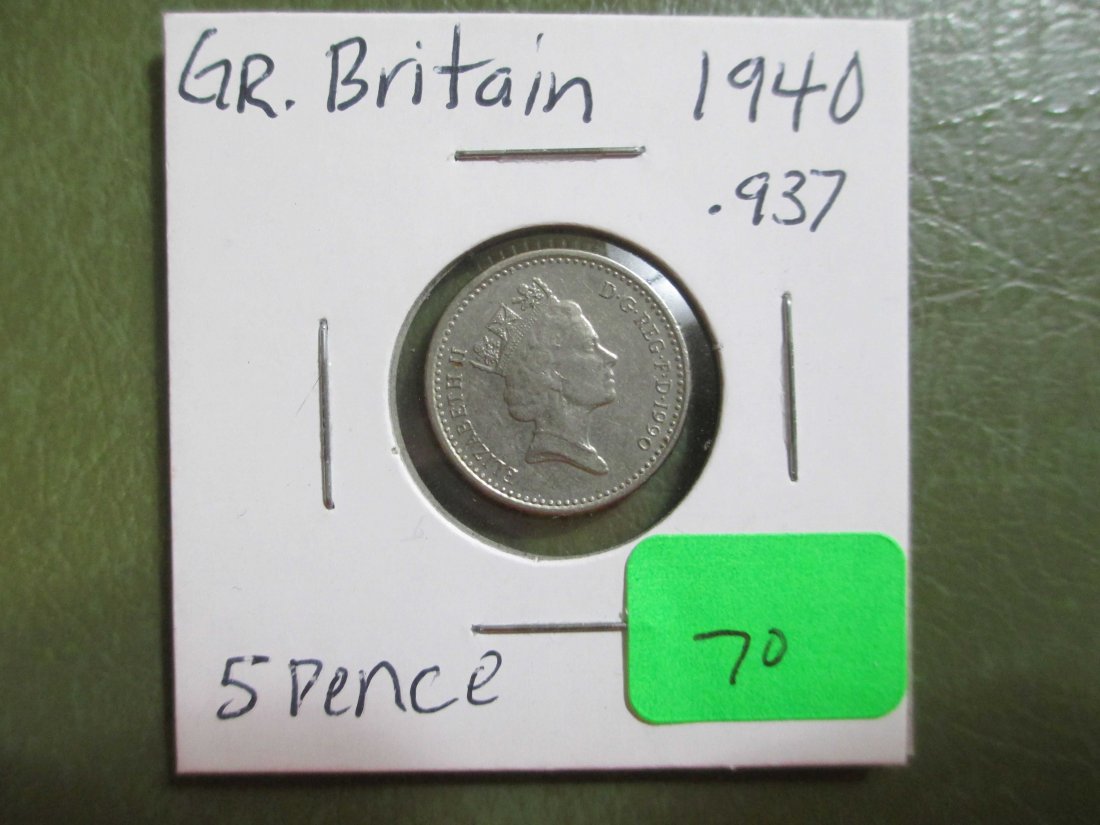 GR. Britain 1940
.937
ELIZABETH II D·G·REG·F·D·1990
5 Pence
70